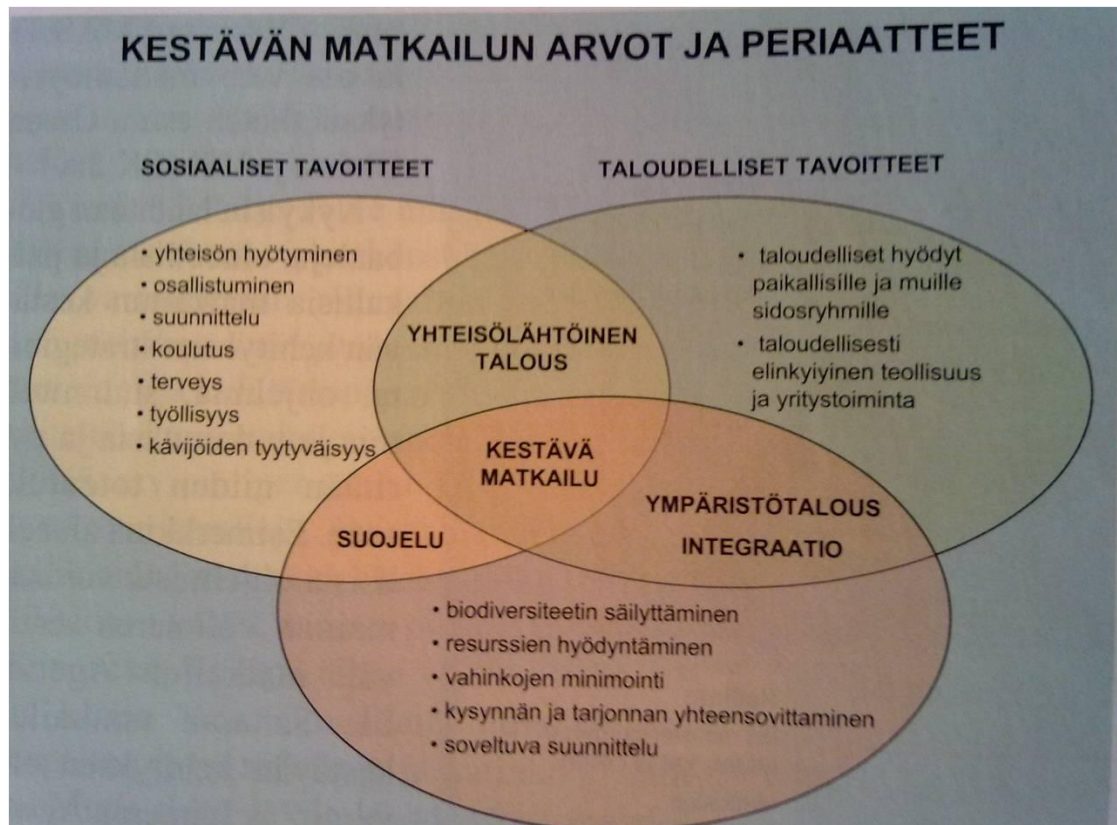 KESTÄVÄN MATKAILUN ARVOT JA PERIAATTEET
SOSIAALISET TAVOITTEET
• yhteisön hyötyminen
• osallistuminen
• suunnittelu
• koulutus
• terveys
• työllisyys
• kävijöiden tyytyväisyys
TALOUDELLISET TAVOITTEET
• taloudelliset hyödyt
paikallisille ja muille
sidosryhmille
• taloudellisesti
elinkyiyinen teollisuus
ja yritystoiminta
YHTEISÖLÄHTÖINEN
TALOUS
KESTÄVÄ
MATKAILU
SUOJELU
YMPÄRISTÖTALOUS
INTEGRAATIO
• biodiversiteetin säilyttäminen
• resurssien hyödyntäminen
• vahinkojen minimointi
• kysynnän ja tarjonnan yhteensovittaminen
• soveltuva suunnittelu